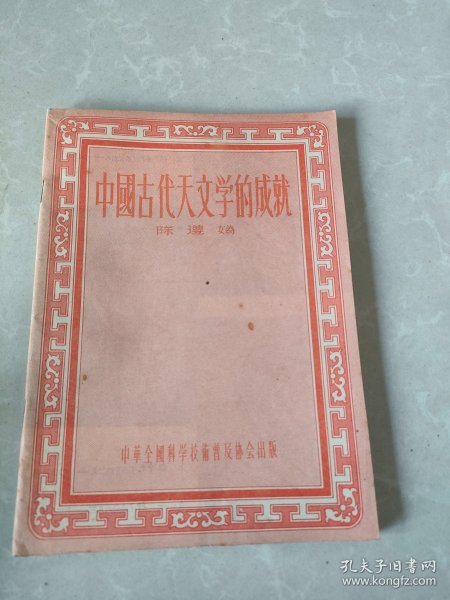 中國古代天文学的成就
陈遵妫
中華全國科学技術普及协会出版
孔夫子旧书网
www.kongfz.com